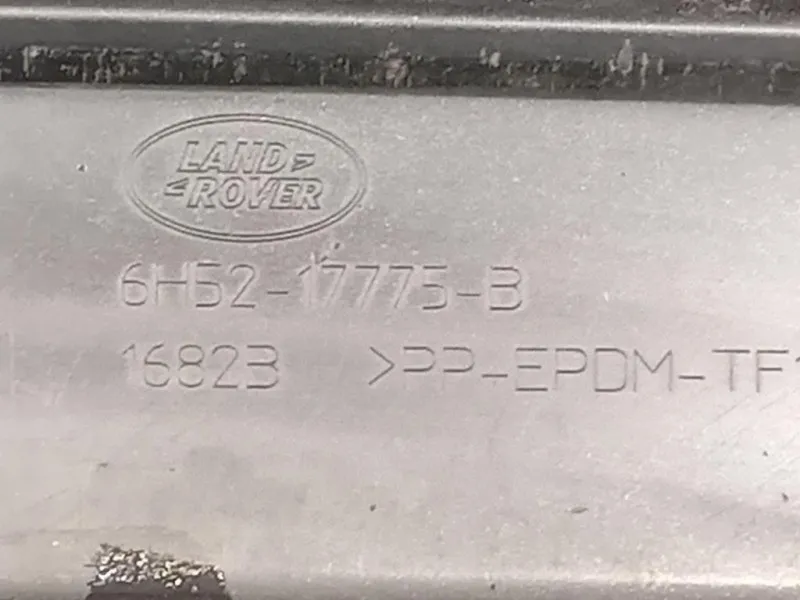 LAND
ROVER
6H52-17775-B
16823 >PP-EPDM-TF